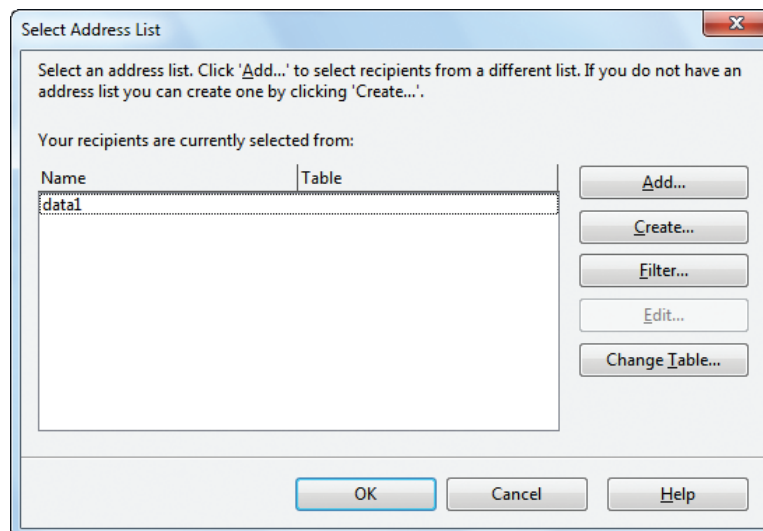 Select Address List
Select an address list. Click 'Add...' to select recipients from a different list. If you do not have an
address list you can create one by clicking 'Create...'.
Your recipients are currently selected from:
Name Table
data1
Add...
Create...
Filter...
Edit...
Change Table...
OK Cancel Help